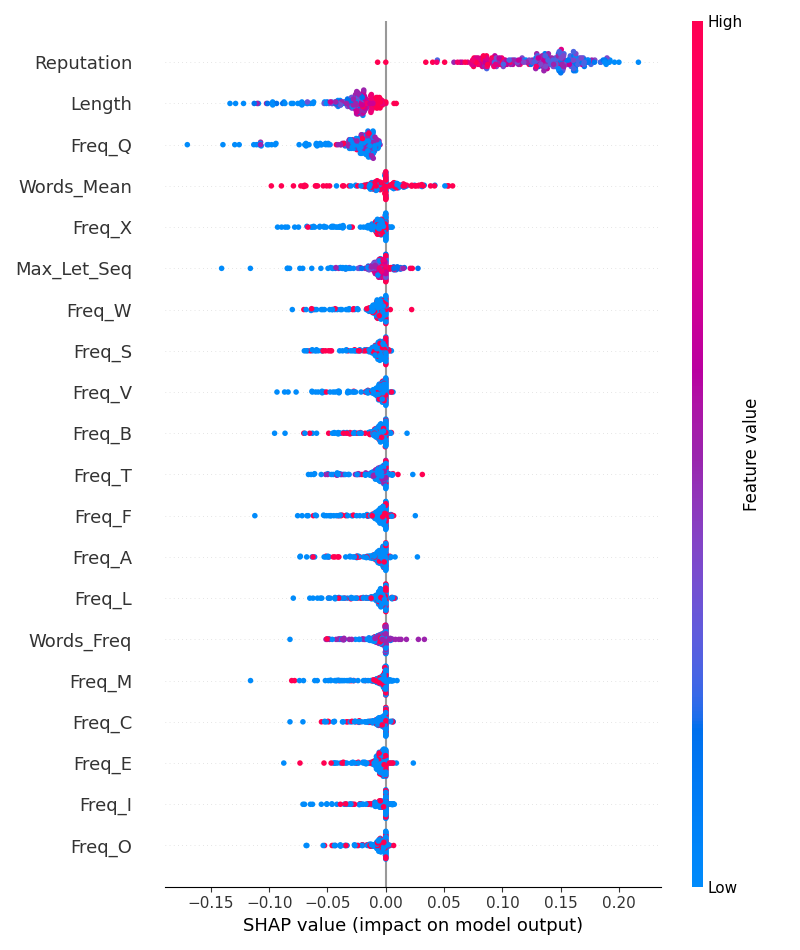 High
Reputation
Length
Freq_Q
Words_Mean
Freq_X
Max_Let_Seq
Freq_W
Freq_S
Freq_V
Freq_B
Freq_T
Freq_F
Freq_A
Freq_L
Words_Freq
Freq_M
Freq_C
Freq_E
Freq_I
Freq_O
Feature value
Low
−0.15 −0.10 −0.05 0.00 0.05 0.10 0.15 0.20
SHAP value (impact on model output)